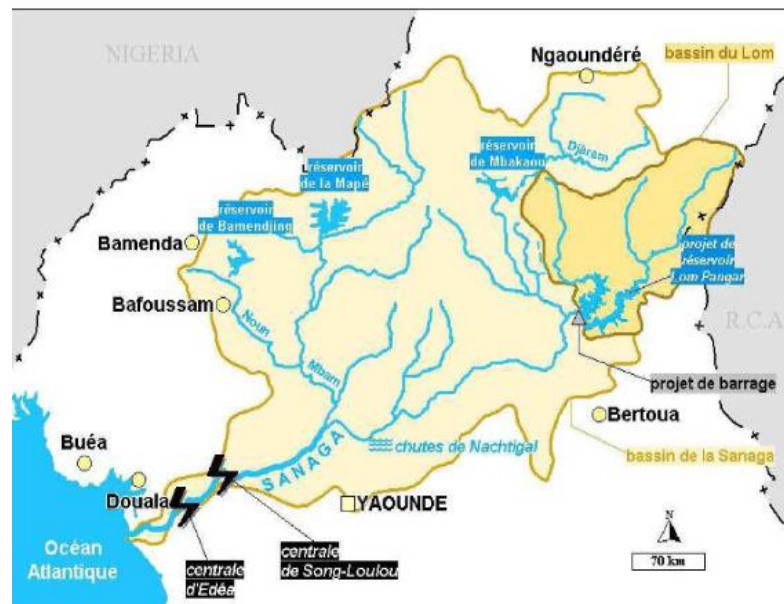 NIGERIA
Ngaoundéré
bassin du Lom
Djérem
réservoir
de Mbakaou
réservoir
de la Mapé
réservoir
de Bamendjing
Bamenda
projet de
réservoir
Lom Pangar
Bafoussam
Noun
Mbam
R.C.A
projet de barrage
Bertoua
Buéa
SANAGA
chutes de Nachtigal
bassin de la Sanaga
Douala
YAOUNDE
N
70 km
Océan
Atlantique
centrale
d'Edéa
centrale
de Song-Loulou